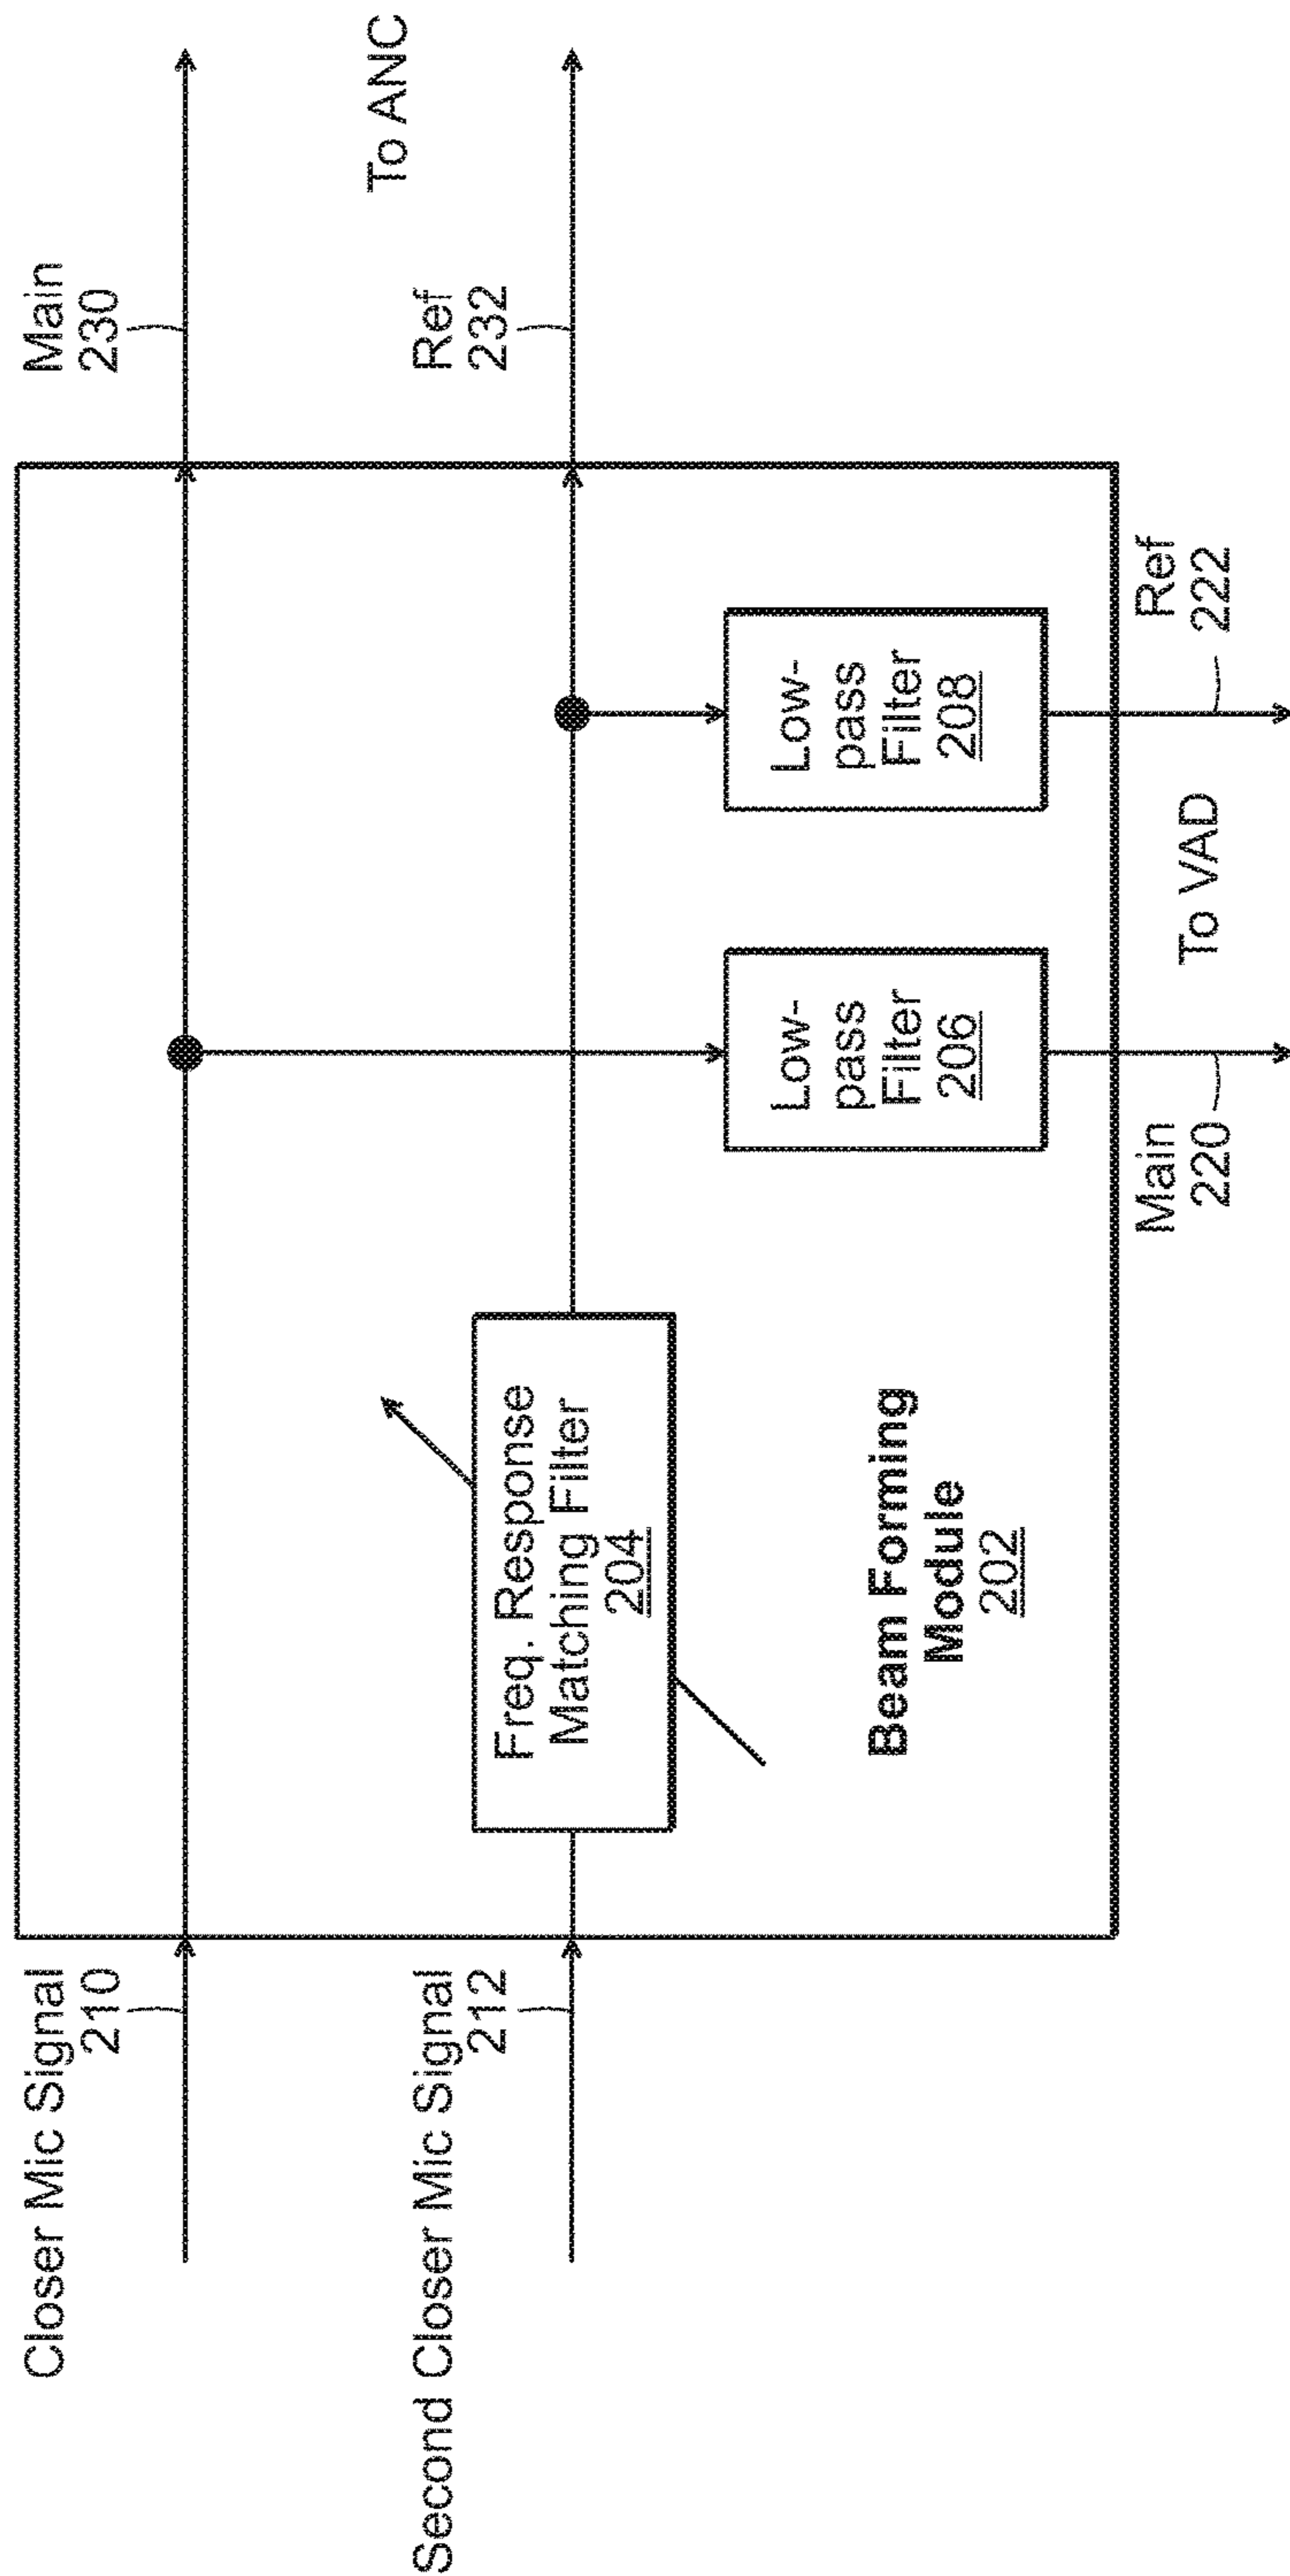 Closer Mic Signal
210
Main
230
Second Closer Mic Signal
212
Ref
232
To ANC
Freq. Response
Matching Filter
204
Low-
pass
Filter
206
Low-
pass
Filter
208
Beam Forming
Module
202
Main
220
To VAD
Ref
222